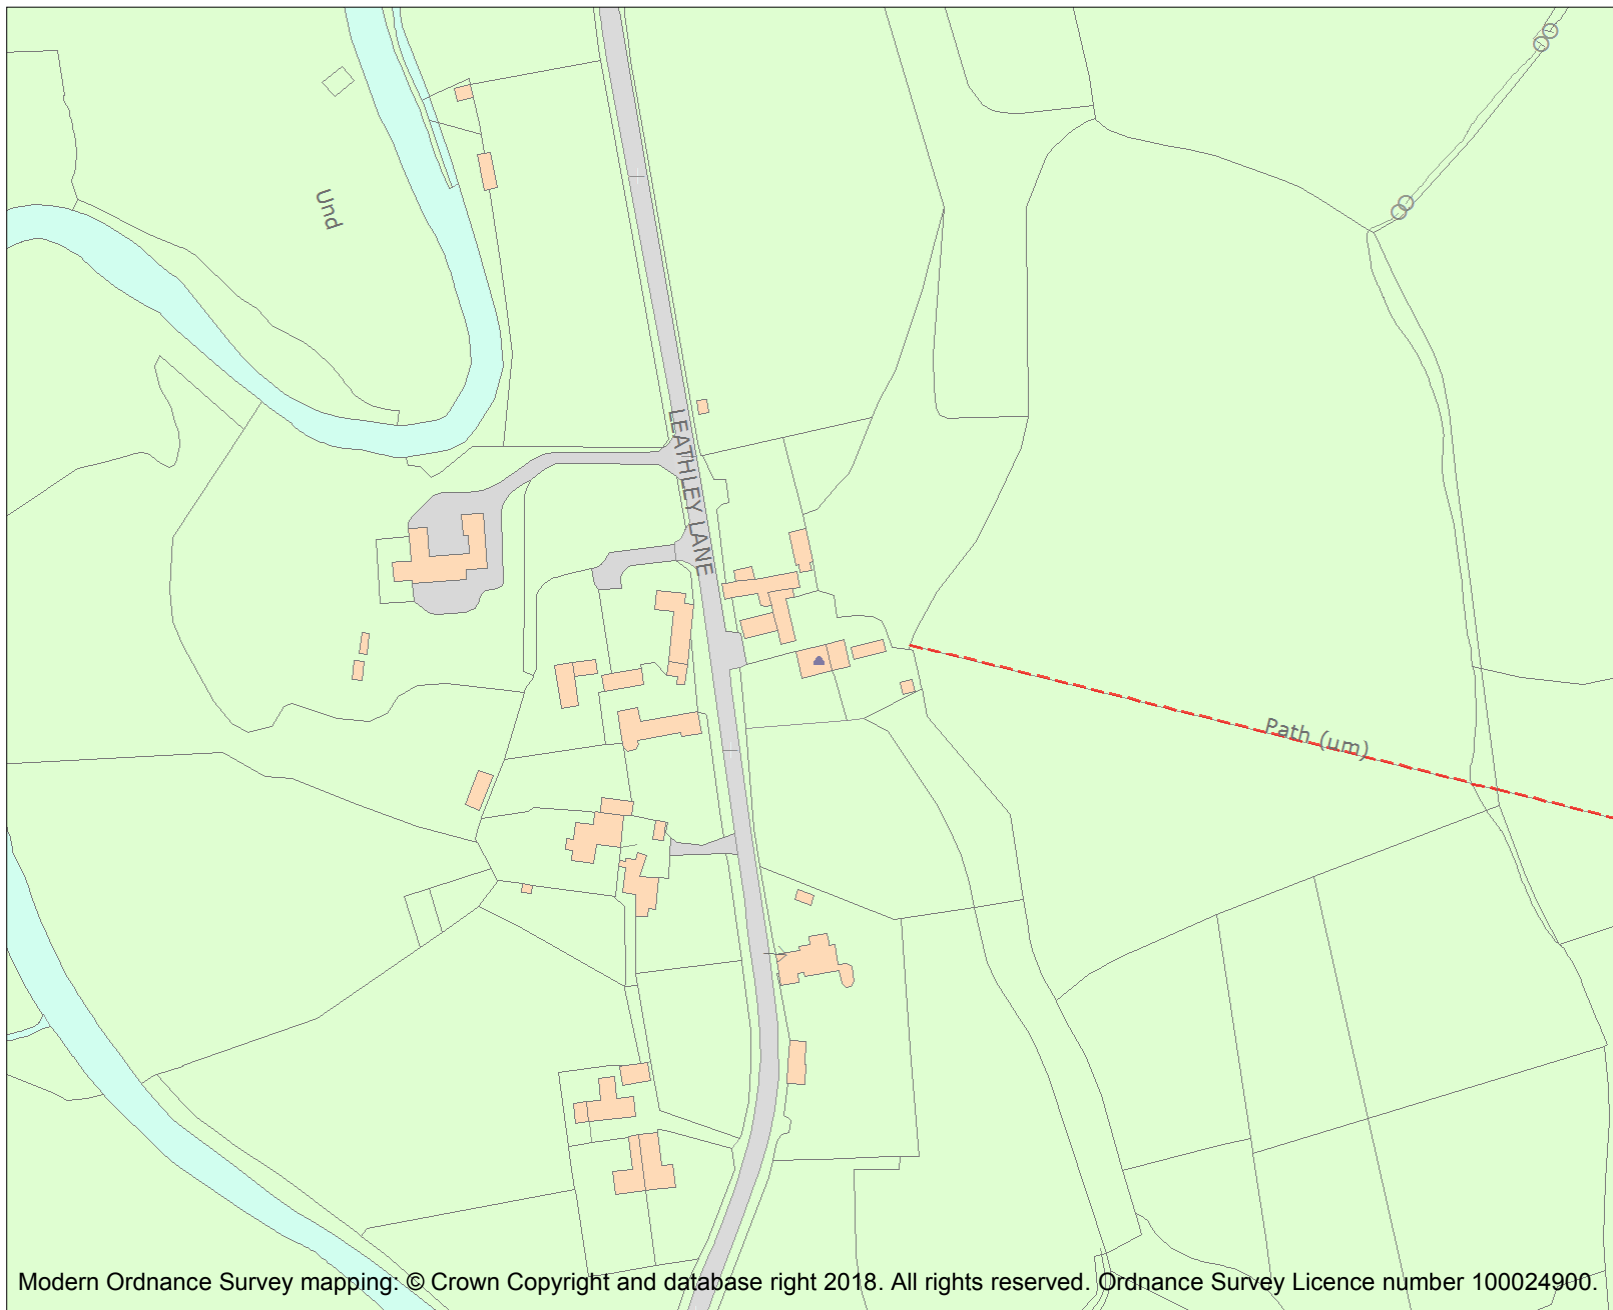 Und
LEATHLEY LANE
Path (um)
Modern Ordnance Survey mapping: © Crown Copyright and database right 2018. All rights reserved. Ordnance Survey Licence number 100024900.